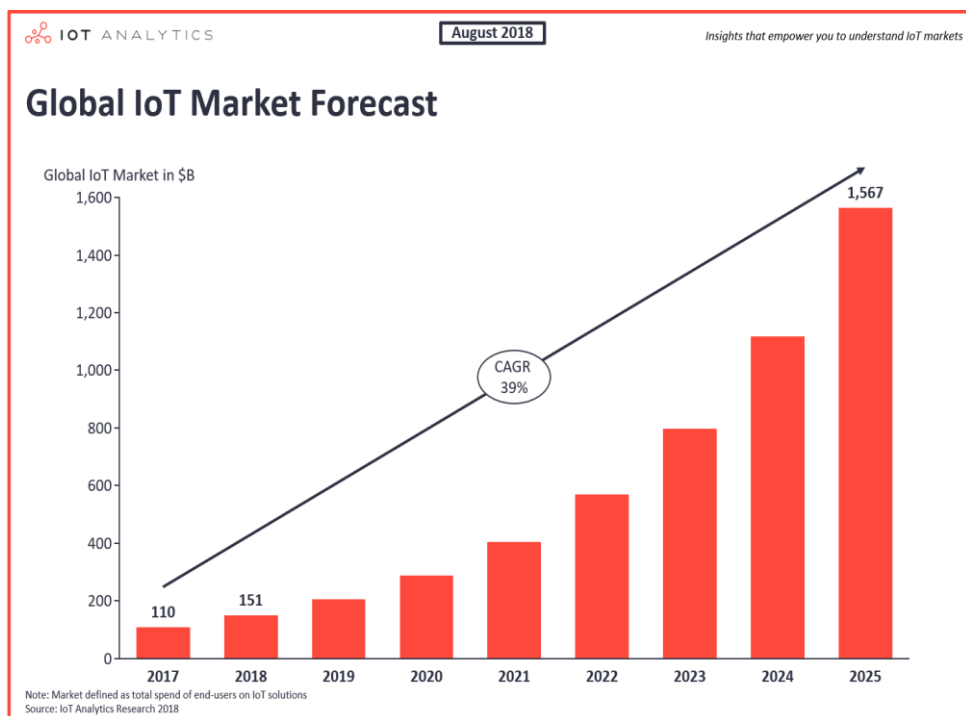 IOT ANALYTICS
August 2018
Insights that empower you to understand IoT markets
Global IoT Market Forecast
Global IoT Market in $B
1,600
1,400
1,200
1,000
800
600
400
200
0
1,567
CAGR
39%
110
151
2017 2018 2019 2020 2021 2022 2023 2024 2025
Note: Market defined as total spend of end-users on IoT solutions
Source: IoT Analytics Research 2018